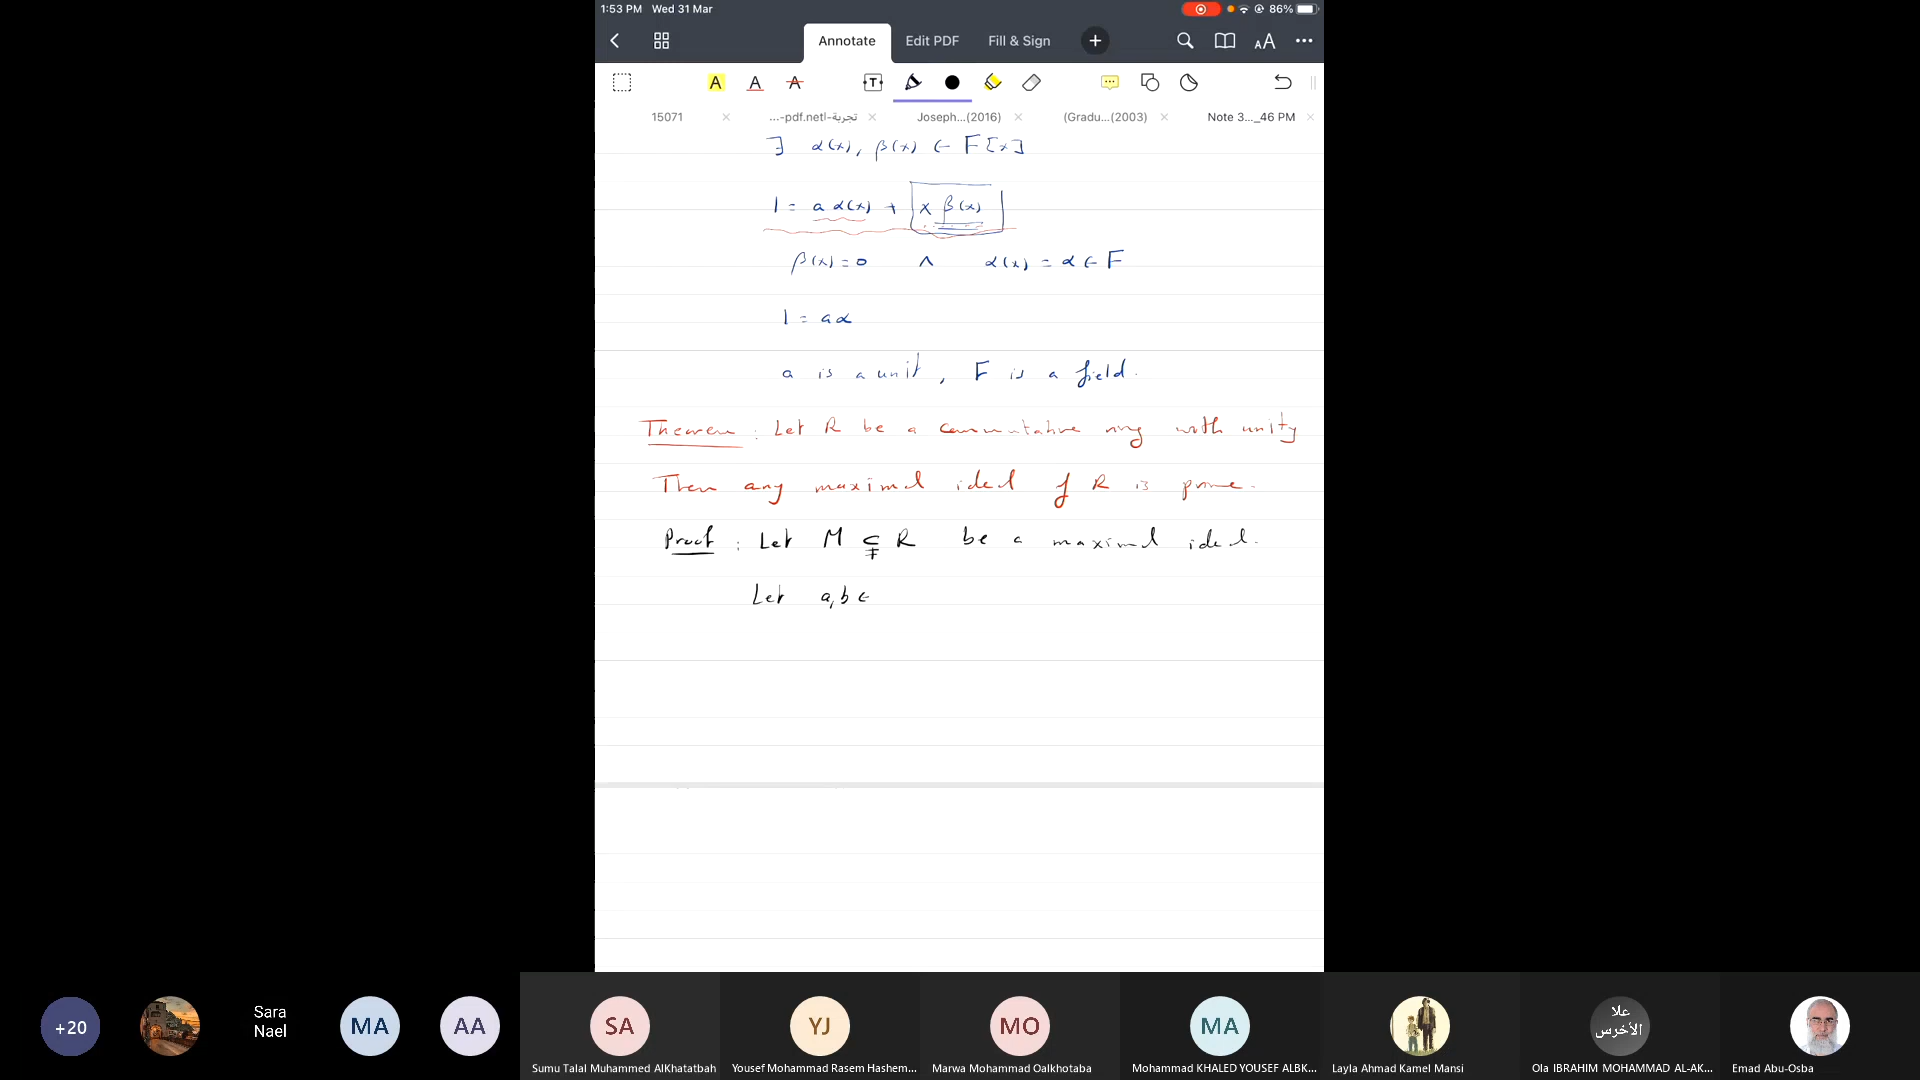 1:53 PM Wed 31 Mar
86%
Annotate Edit PDF Fill & Sign
A A A T
15071
...-pdf.net-تجربة
Joseph...(2016)
(Gradu...(2003)
Note 3..._46 PM
∃ α(x), β(x) ∈ F[x]
1 = a α(x) + x β(x)
β(x) = 0 ∧ α(x) = α ∈ F
1 = aα
a is a unit, F is a field.
Theorem : Let R be a commutative ring with unity
Then any maximal ideal of R is prime.
Proof : Let M ⊊ R be a maximal ideal.
Let a, b ∈
+20
Sara Nael
MA
AA
SA
YJ
MO
MA
علا الأخرس
Sumu Talal Muhammed AlKhatatbah
Yousef Mohammad Rasem Hashem...
Marwa Mohammad Oalkhotaba
Mohammad KHALED YOUSEF ALBK...
Layla Ahmad Kamel Mansi
Ola IBRAHIM MOHAMMAD AL-AK...
Emad Abu-Osba